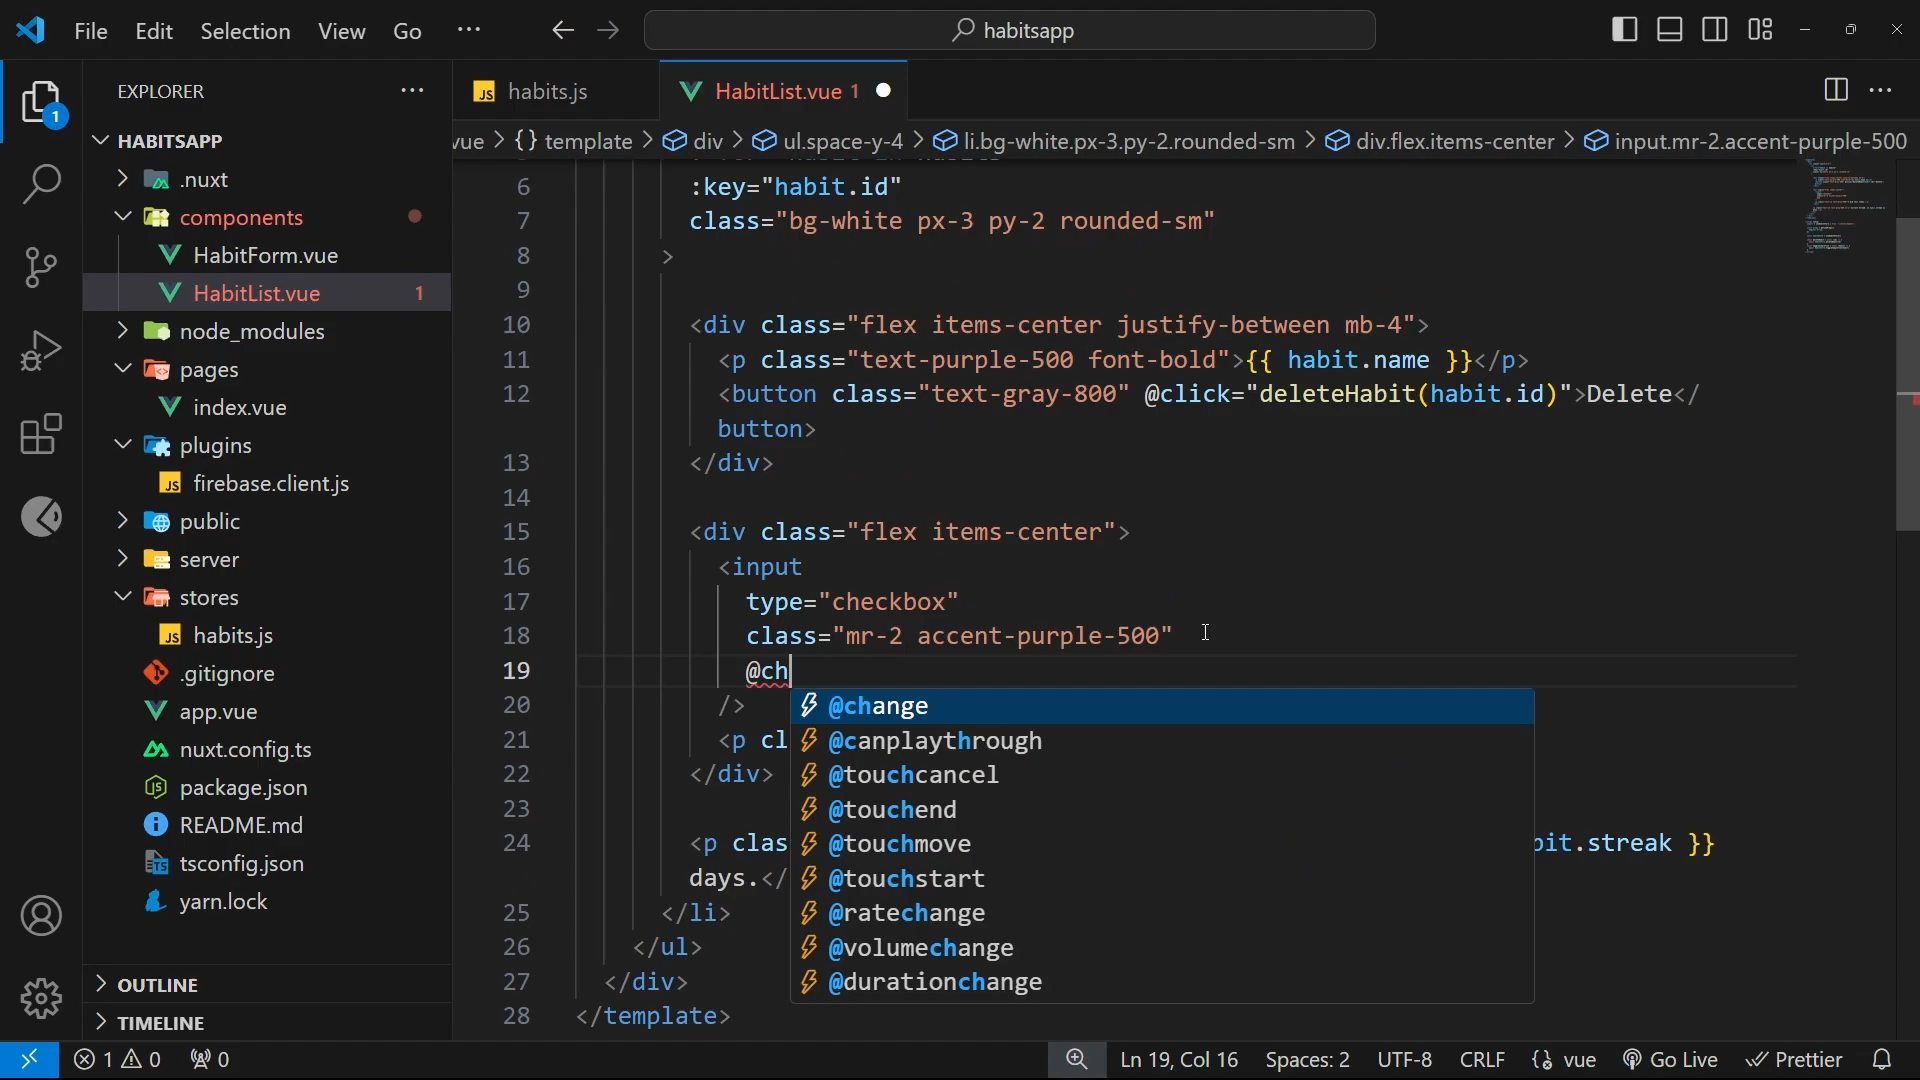 File Edit Selection View Go ··· habitsapp
EXPLORER ···
HABITSAPP
.nuxt
components
HabitForm.vue
HabitList.vue 1
node_modules
pages
index.vue
plugins
JS firebase.client.js
public
server
stores
JS habits.js
.gitignore
app.vue
nuxt.config.ts
package.json
README.md
tsconfig.json
yarn.lock
OUTLINE
TIMELINE
1
JS habits.js
HabitList.vue 1
···
vue > {} template > div > ul.space-y-4 > li.bg-white.px-3.py-2.rounded-sm > div.flex.items-center > input.mr-2.accent-purple-500
6 :key="habit.id"
7 class="bg-white px-3 py-2 rounded-sm"
8 >
9
10 <div class="flex items-center justify-between mb-4">
11 <p class="text-purple-500 font-bold">{{ habit.name }}</p>
12 <button class="text-gray-800" @click="deleteHabit(habit.id)">Delete</
button>
13 </div>
14
15 <div class="flex items-center">
16 <input
17 type="checkbox"
18 class="mr-2 accent-purple-500"
19 @ch
20 />
21 <p cl
22 </div>
23
24 <p clas bit.streak }}
days.</
25 </li>
26 </ul>
27 </div>
28 </template>
@change
@canplaythrough
@touchcancel
@touchend
@touchmove
@touchstart
@ratechange
@volumechange
@durationchange
1 0 0 Ln 19, Col 16 Spaces: 2 UTF-8 CRLF {} vue Go Live Prettier